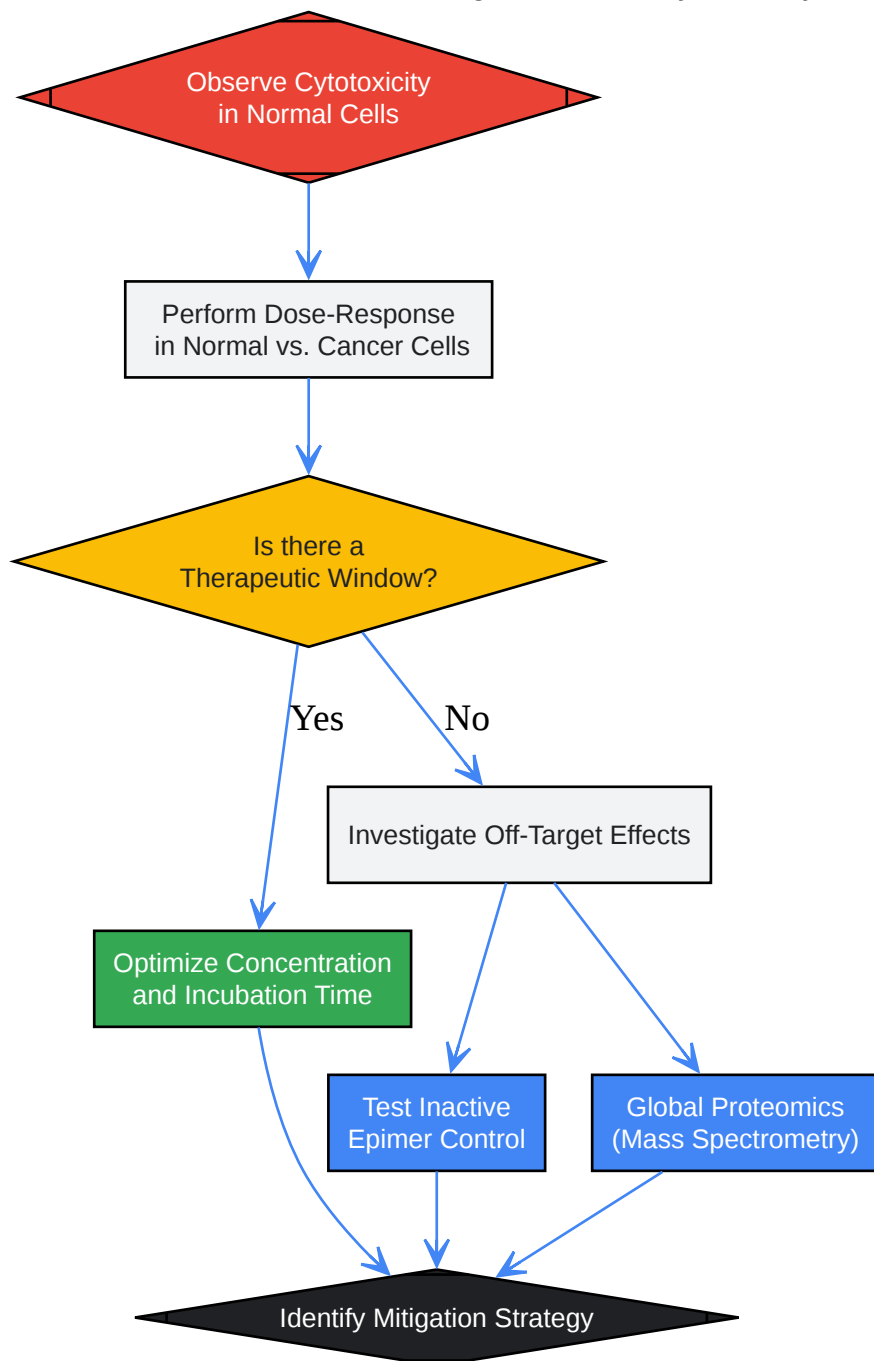 Observe Cytotoxicity
in Normal Cells
Perform Dose-Response
in Normal vs. Cancer Cells
Is there a
Therapeutic Window?
Yes
No
Investigate Off-Target Effects
Optimize Concentration
and Incubation Time
Test Inactive
Epimer Control
Global Proteomics
(Mass Spectrometry)
Identify Mitigation Strategy